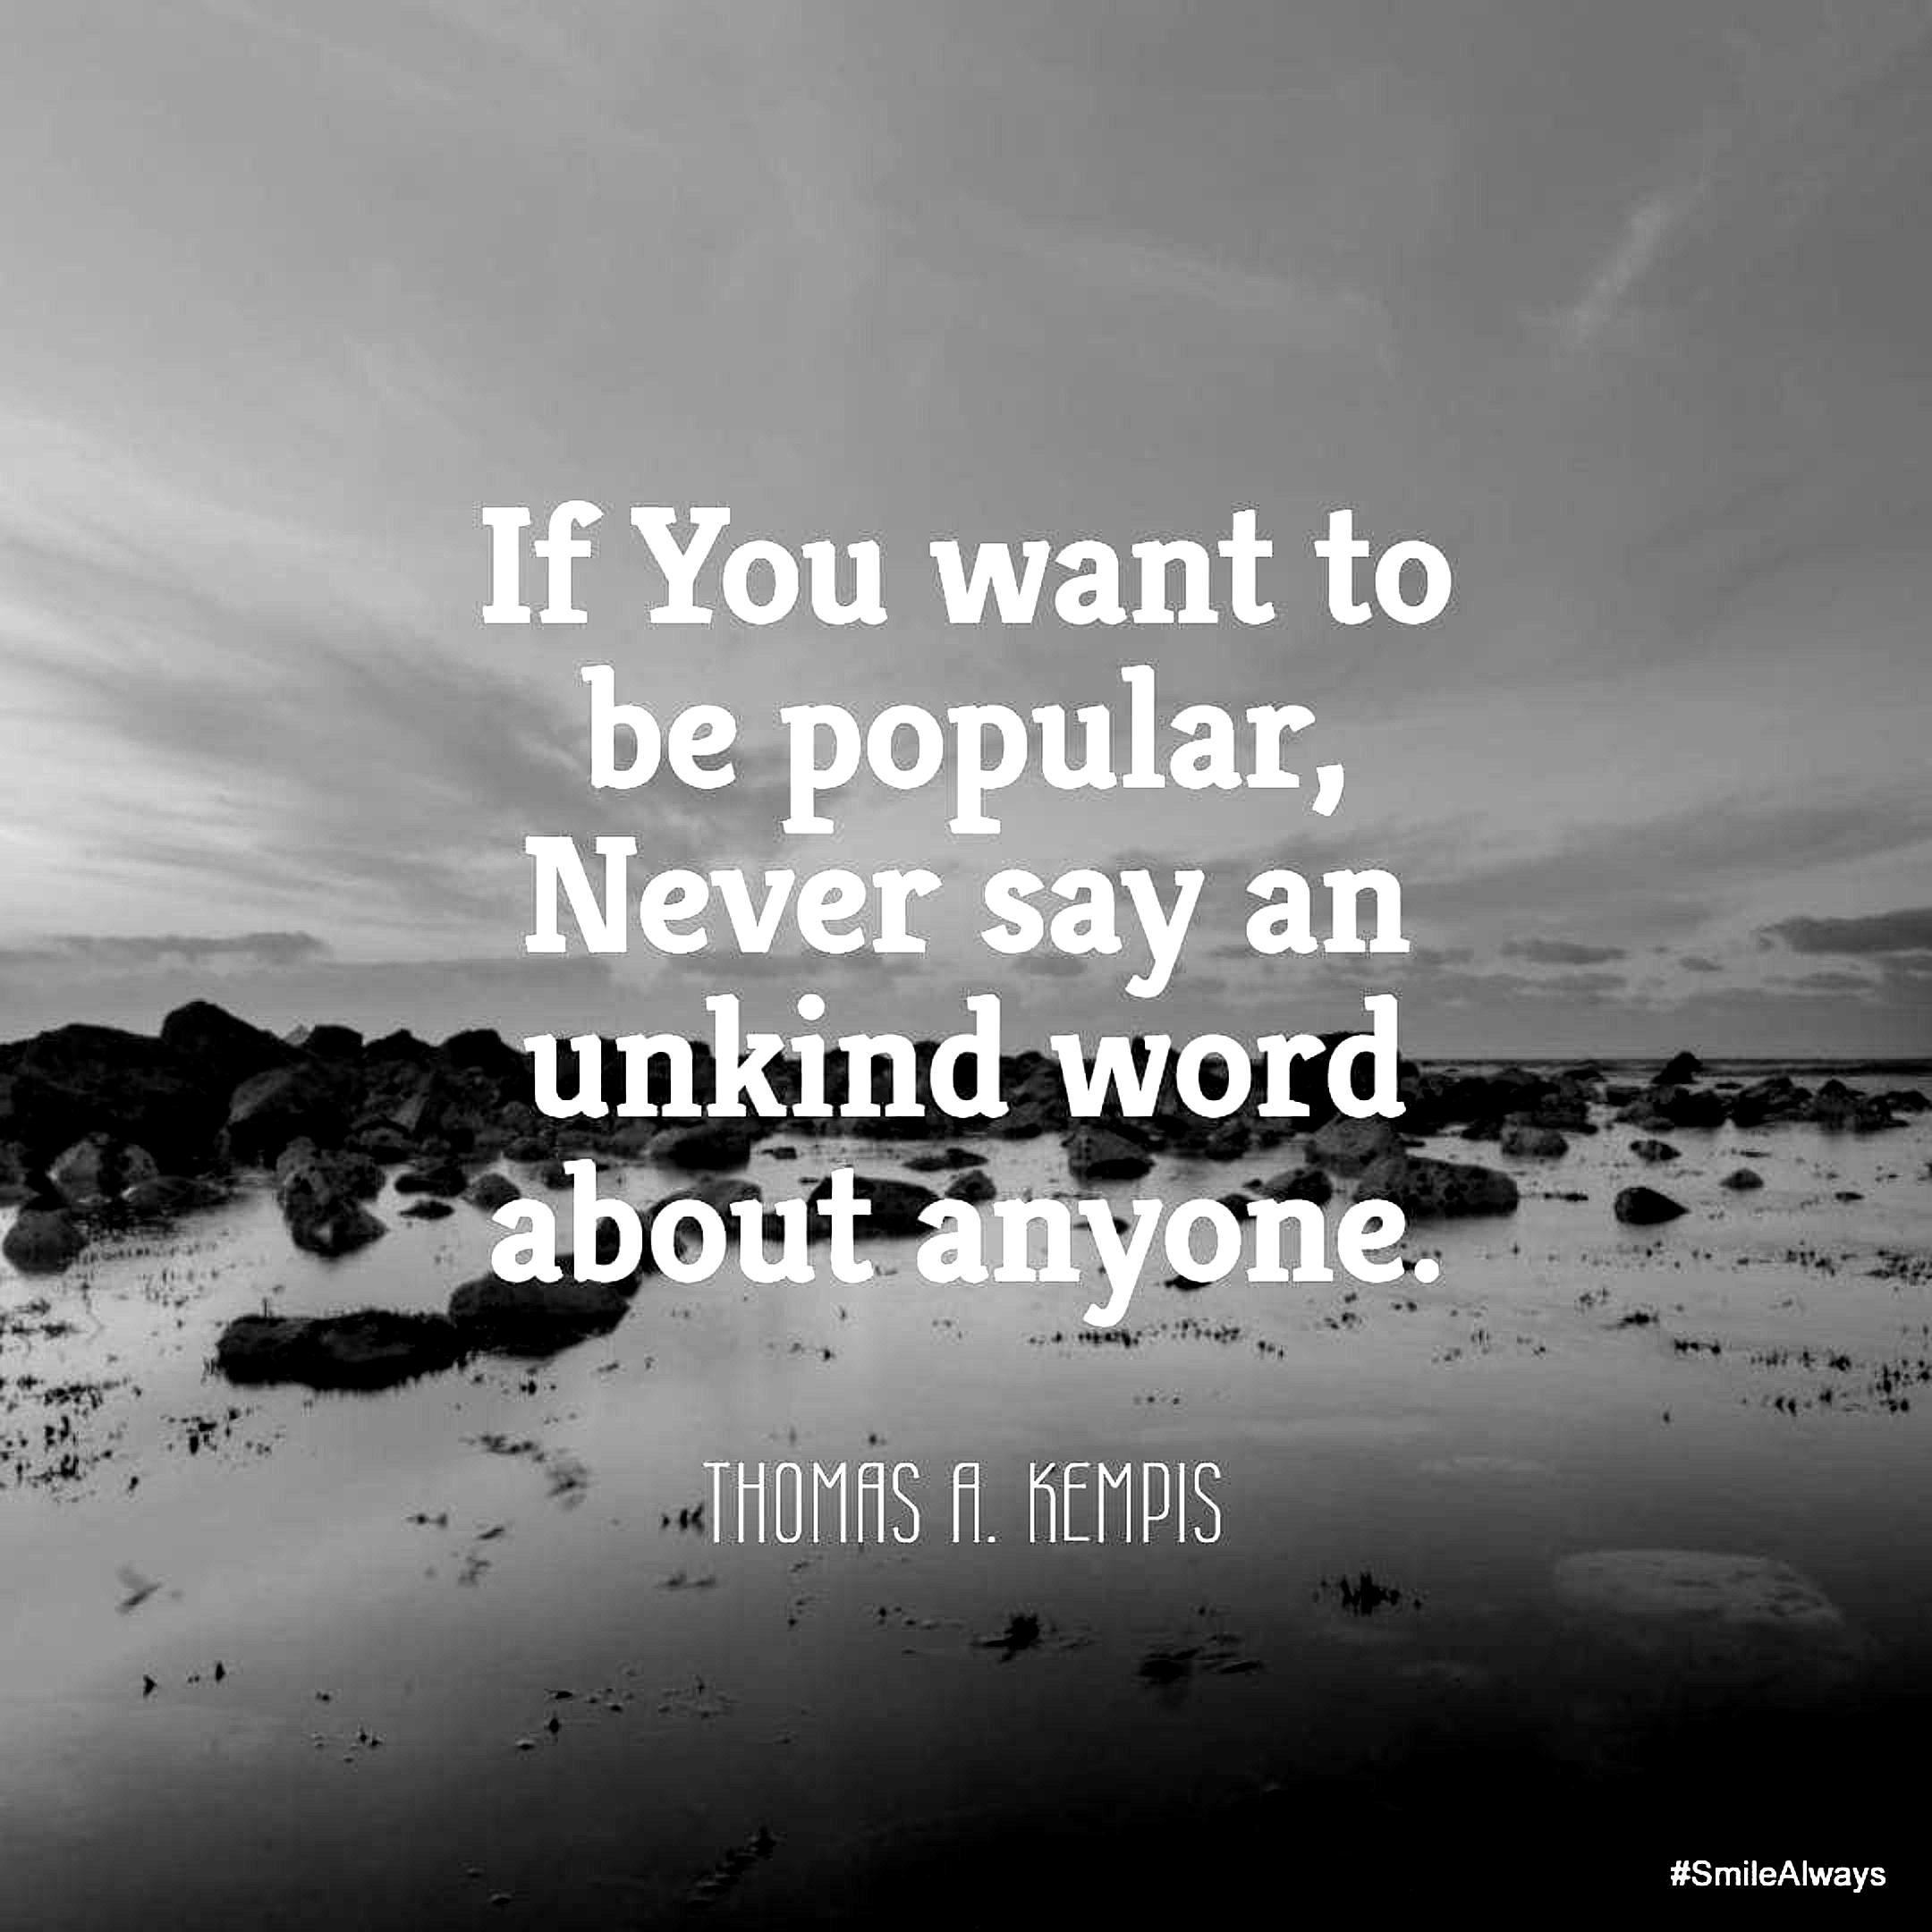 If You want to
be popular,
Never say an
unkind word
about anyone.
THOMAS A. KEMPIS
#SmileAlways